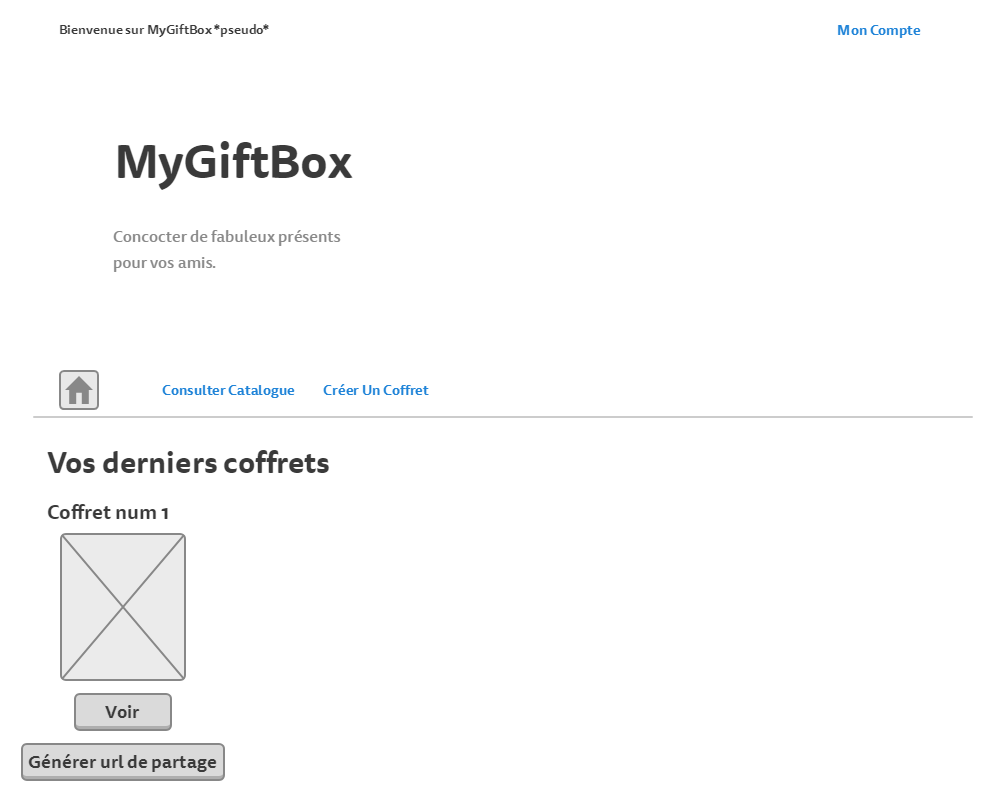 Bienvenue sur MyGiftBox *pseudo*
Mon Compte
MyGiftBox
Concocter de fabuleux présents
pour vos amis.
Consulter Catalogue
Créer Un Coffret
Vos derniers coffrets
Coffret num 1
Voir
Générer url de partage